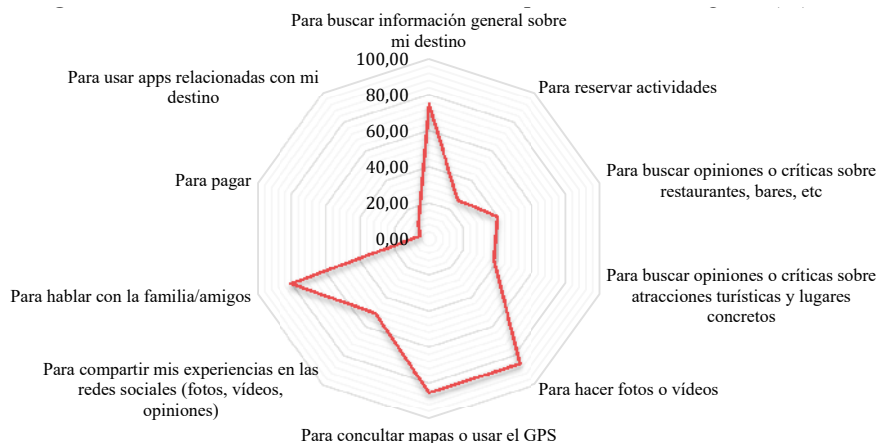 Para buscar información general sobre
mi destino
100,00
80,00
60,00
40,00
20,00
0,00
Para reservar actividades
Para buscar opiniones o críticas sobre
restaurantes, bares, etc
Para buscar opiniones o críticas sobre
atracciones turísticas y lugares
concretos
Para hacer fotos o vídeos
Para concultar mapas o usar el GPS
Para compartir mis experiencias en las
redes sociales (fotos, vídeos,
opiniones)
Para hablar con la familia/amigos
Para pagar
Para usar apps relacionadas con mi
destino